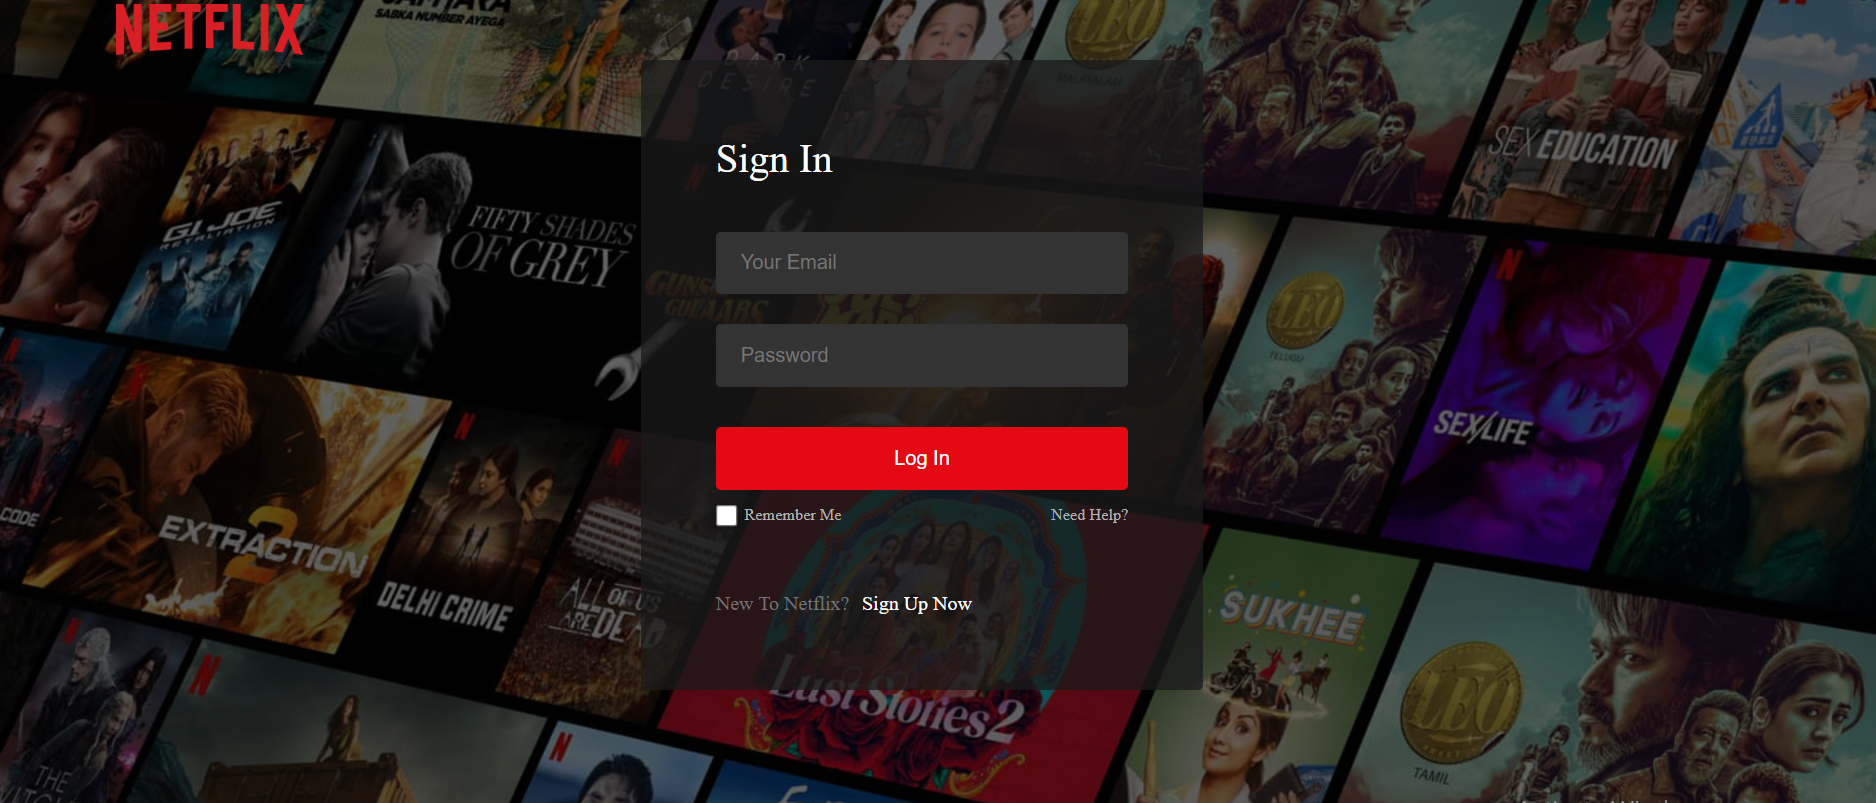 NETFLIX
SABKA NUMBER AYEGA
DARK
DESIRE
MALAYALAM
SEX EDUCATION
Sign In
G.I. JOE
RETALIATION
FIFTY SHADES
OF GREY
Your Email
GUNS
GULAABS
LEO
TELUGU
Password
SEX/LIFE
Log In
CODE
EXTRACTION
2
DELHI CRIME
ALL OF US
ARE DEAD
Remember Me
Need Help?
New To Netflix? Sign Up Now
SUKHEE
Lust Stories 2
LEO
TAMIL
THE